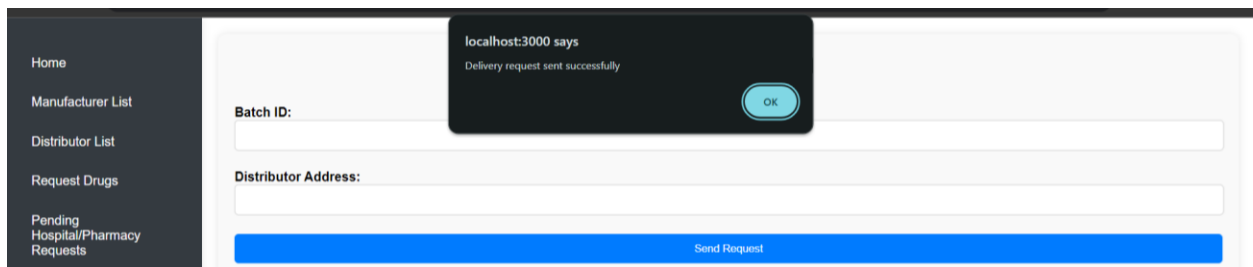 localhost:3000 says
Delivery request sent successfully
OK
Home
Manufacturer List
Distributor List
Request Drugs
Pending
Hospital/Pharmacy
Requests
Batch ID:
Distributor Address:
Send Request